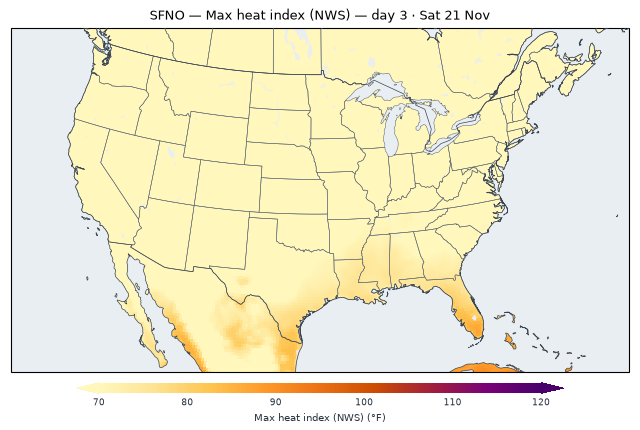 SFNO — Max heat index (NWS) — day 3 · Sat 21 Nov
70 80 90 100 110 120
Max heat index (NWS) (°F)